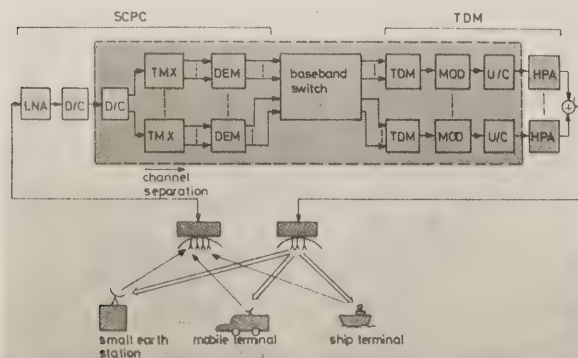 SCPC
TDM
TMX
DEM
baseband
switch
TDM
MOD
U/C
HPA
LNA
D/C
D/C
TMX
DEM
TDM
MOD
U/C
HPA
channel
separation
small earth
station
mobile terminal
ship terminal